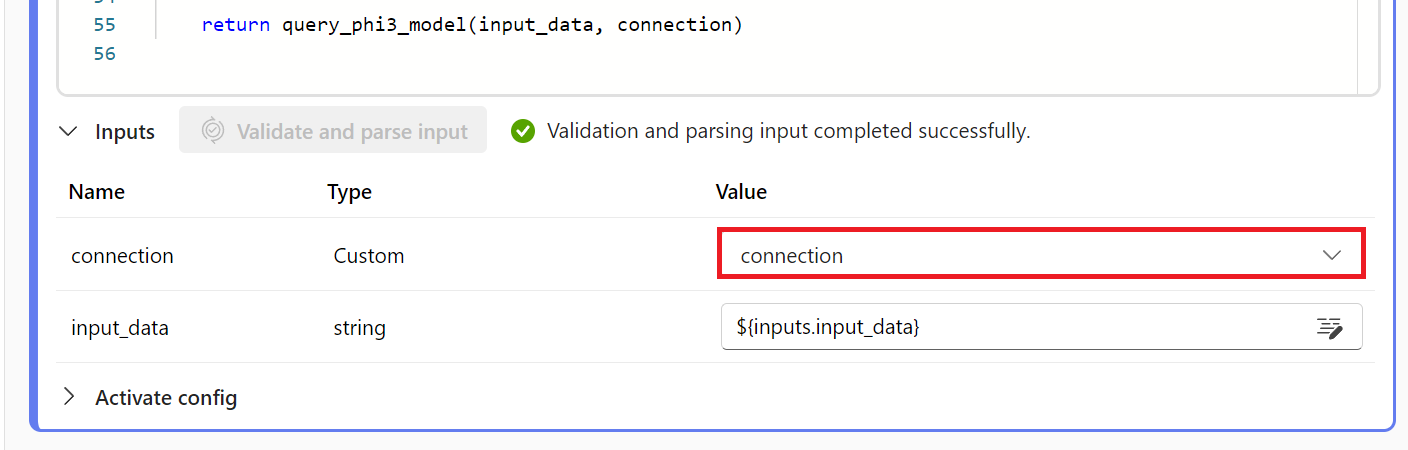 55 return query_phi3_model(input_data, connection)
56
Inputs Validate and parse input Validation and parsing input completed successfully.
Name Type Value
connection Custom connection
input_data string ${inputs.input_data}
Activate config